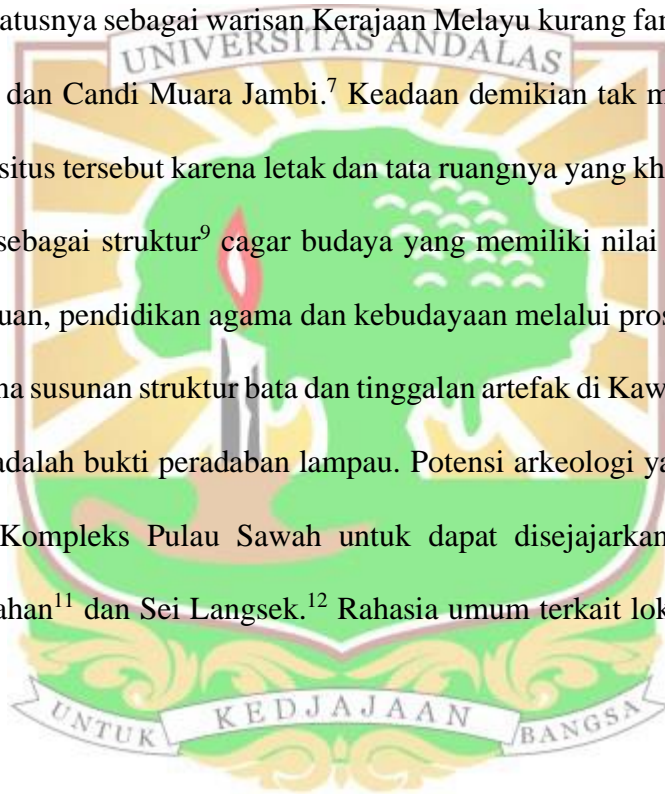 atusnya sebagai warisan Kerajaan Melayu kurang fam
UNIVERSITAS ANDALAS
dan Candi Muara Jambi.⁷ Keadaan demikian tak m
situs tersebut karena letak dan tata ruangnya yang kh
sebagai struktur⁹ cagar budaya yang memiliki nilai
uan, pendidikan agama dan kebudayaan melalui pros
na susunan struktur bata dan tinggalan artefak di Kaw
adalah bukti peradaban lampau. Potensi arkeologi ya
Kompleks Pulau Sawah untuk dapat disejajarkan
ahan¹¹ dan Sei Langsek.¹² Rahasia umum terkait lok
UNTUK KEDJAJAAN BANGSA